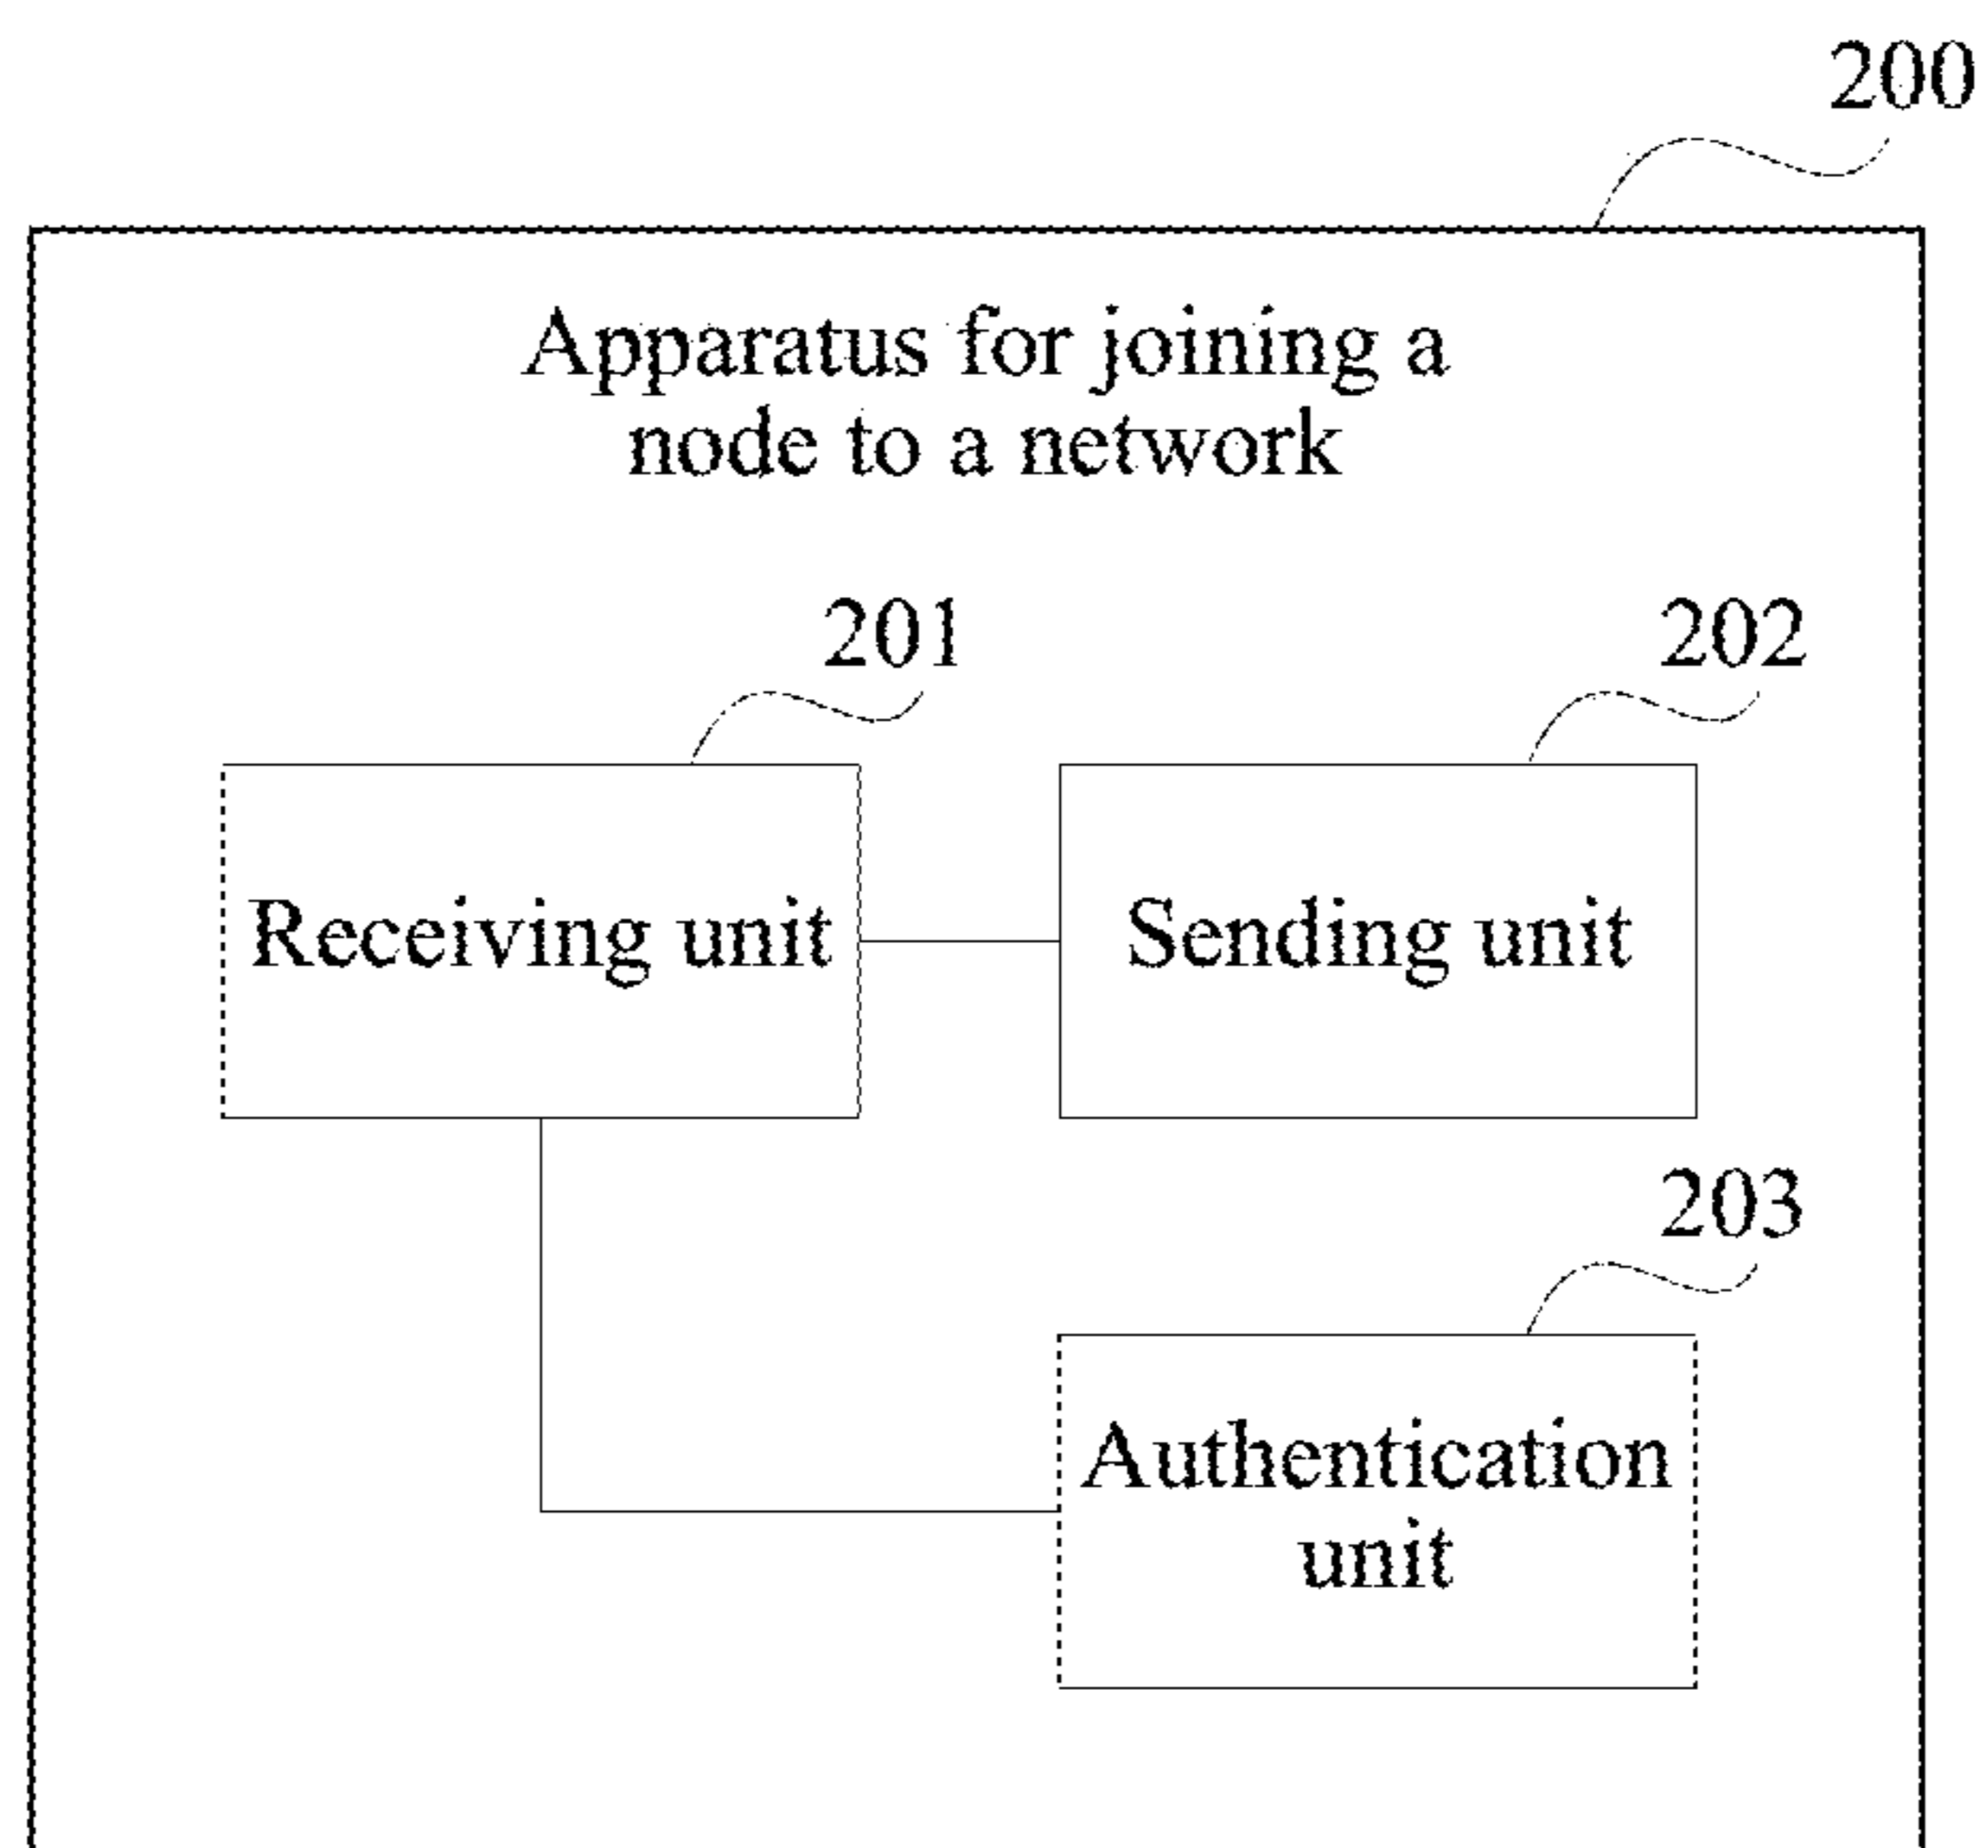 200
Apparatus for joining a
node to a network
201
202
Receiving unit
Sending unit
203
Authentication
unit